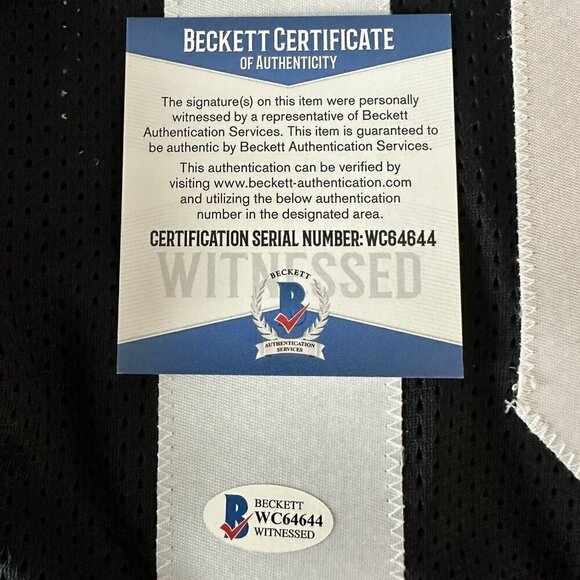 BECKETT CERTIFICATE
OF AUTHENTICITY
The signature(s) on this item were personally
witnessed by a representative of Beckett
Authentication Services. This item is guaranteed to
be authentic by Beckett Authentication Services.
This authentication can be verified by
visiting www.beckett-authentication.com
and utilizing the below authentication
number in the designated area.
CERTIFICATION SERIAL NUMBER: WC64644
WITNESSED
BECKETT
B
AUTHENTICATION
SERVICES
B
BECKETT
WC64644
WITNESSED